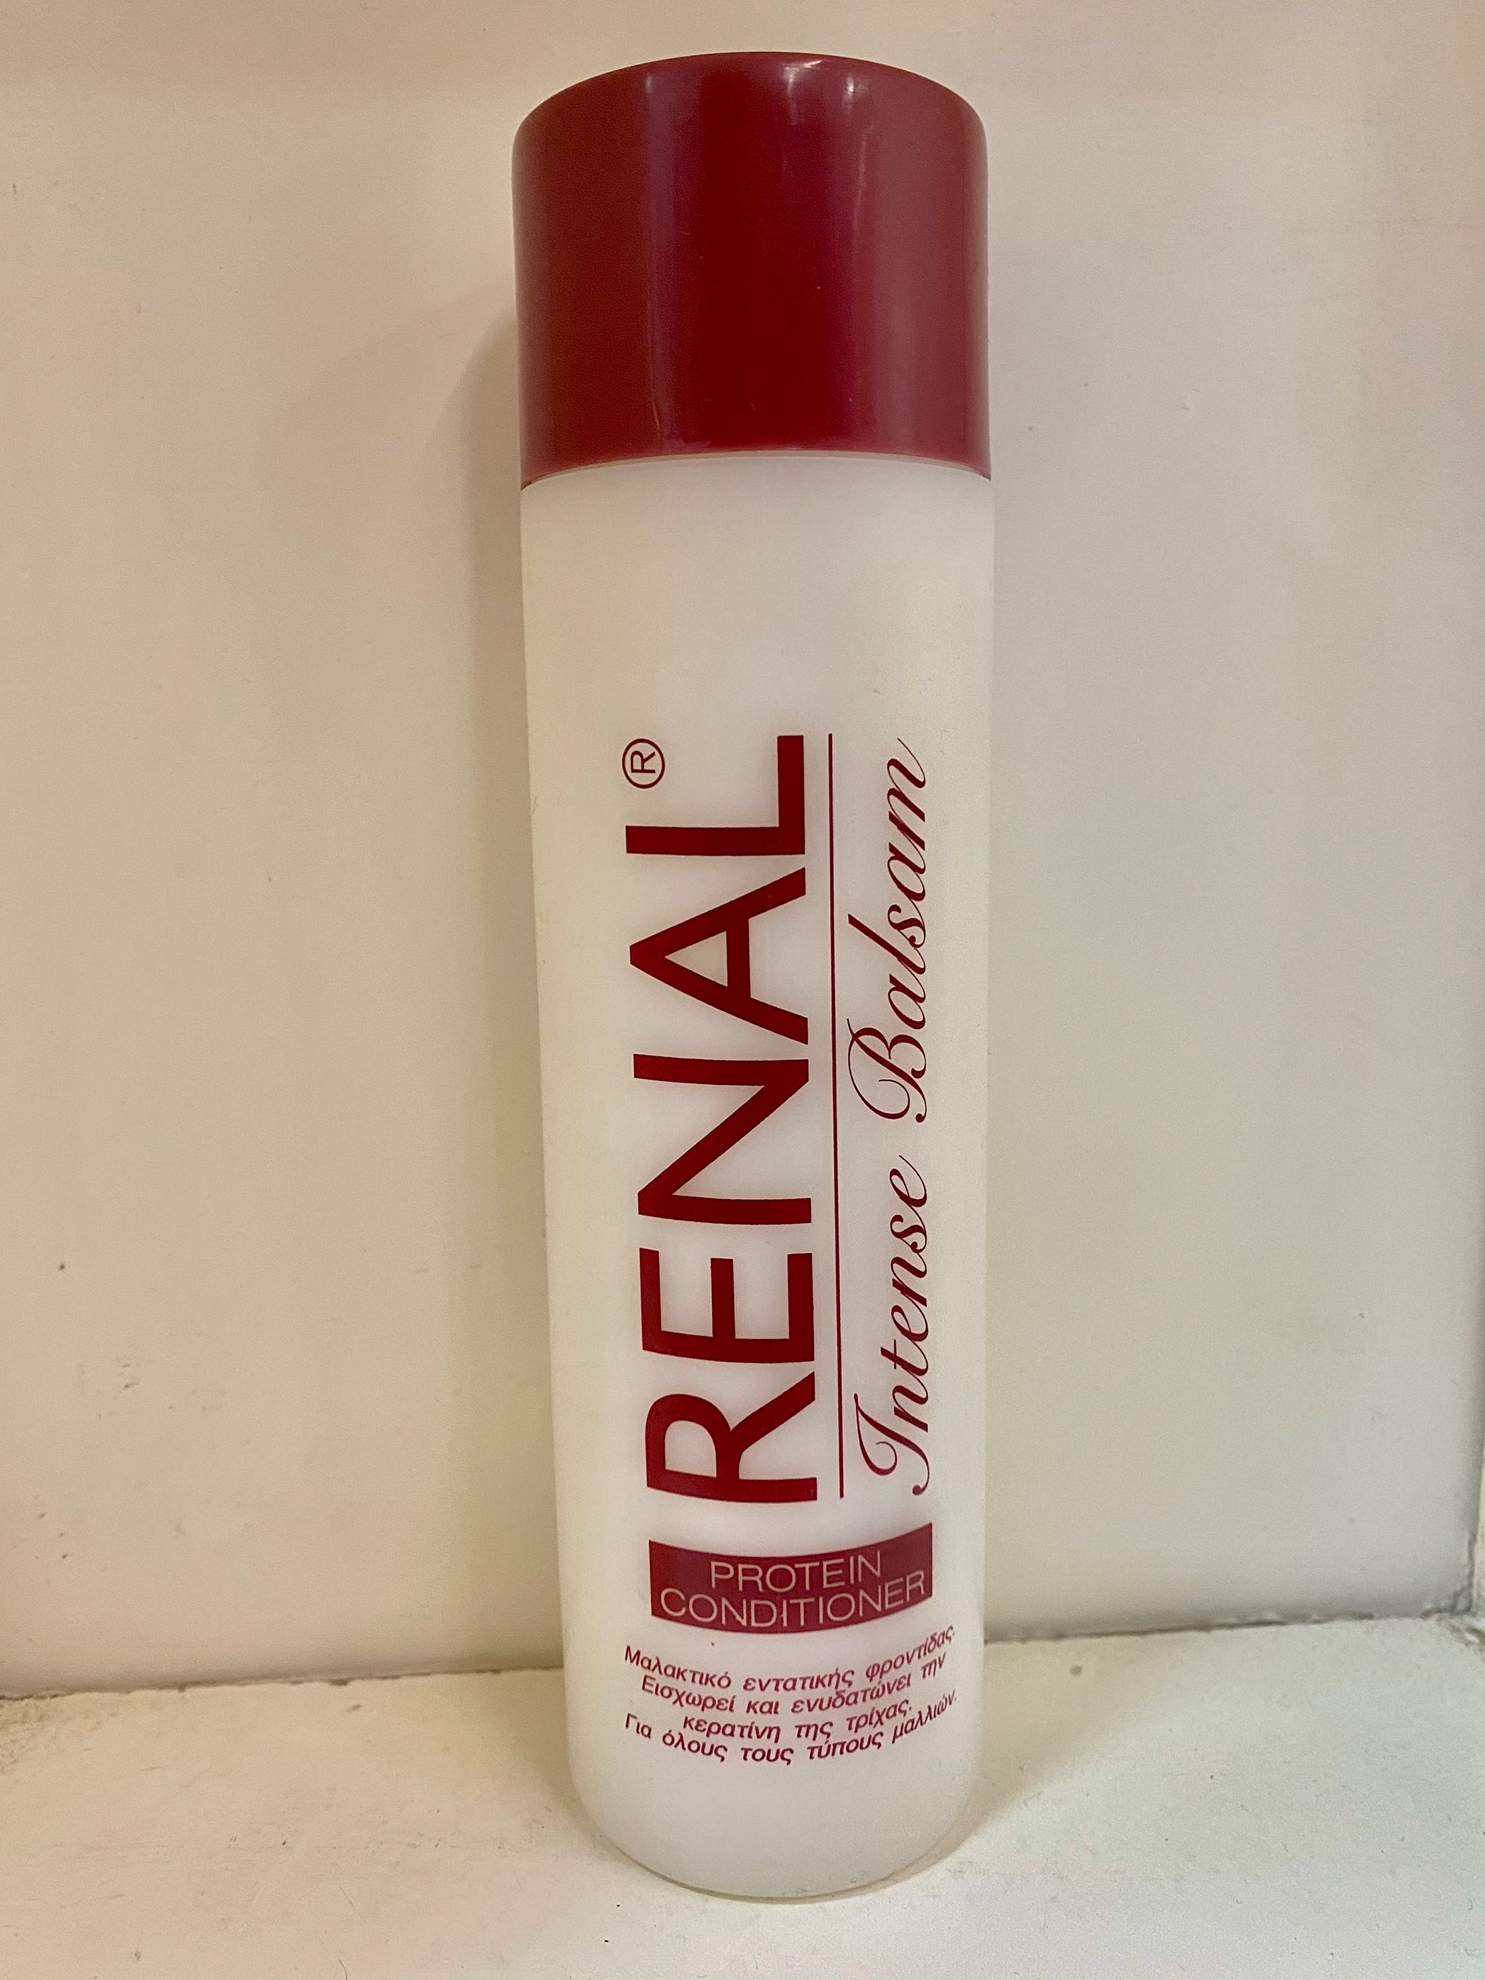 RENAL®
Intense Balsam
PROTEIN
CONDITIONER
Μαλακτικό εντατικής φροντίδας.
Εισχωρεί και ενυδατώνει την
κερατίνη της τρίχας.
Για όλους τους τύπους μαλλιών.